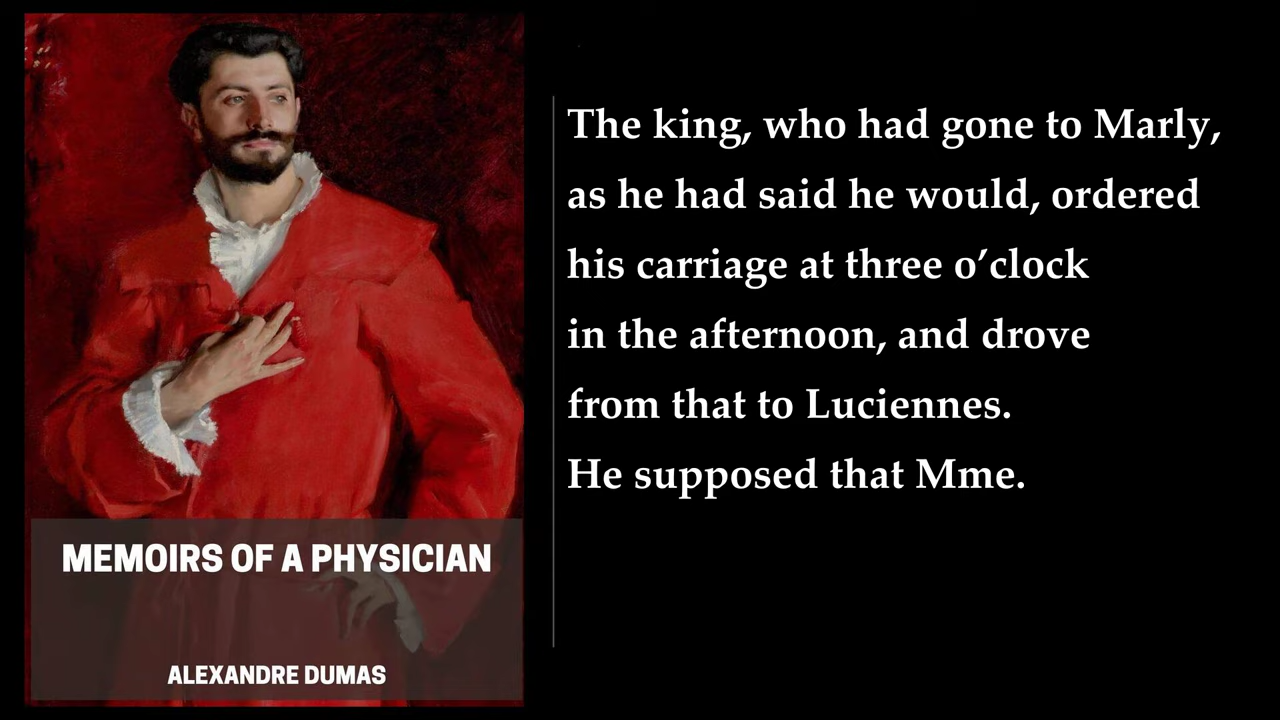 MEMOIRS OF A PHYSICIAN
ALEXANDRE DUMAS
The king, who had gone to Marly,
as he had said he would, ordered
his carriage at three o’clock
in the afternoon, and drove
from that to Luciennes.
He supposed that Mme.